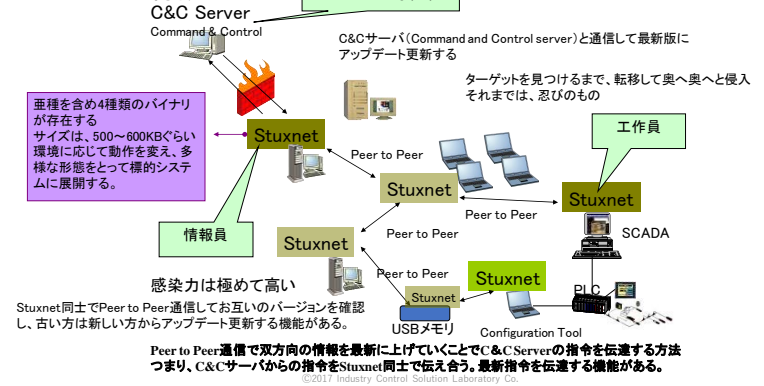 C&C Server
Command & Control
C&Cサーバ（Command and Control server）と通信して最新版に
アップデート更新する
ターゲットを見つけるまで、転移して奥へ奥へと侵入
それまでは、忍びのもの
亜種を含め4種類のバイナリ
が存在する
サイズは、500～600KBぐらい
環境に応じて動作を変え、多
様な形態をとって標的システ
ムに展開する。
Stuxnet
工作員
Peer to Peer
Stuxnet
Stuxnet
Peer to Peer
情報員
Stuxnet
Peer to Peer
SCADA
Peer to Peer
Stuxnet
PLC
感染力は極めて高い
Stuxnet
Stuxnet同士でPeer to Peer通信してお互いのバージョンを確認
し、古い方は新しい方からアップデート更新する機能がある。
USBメモリ
Configuration Tool
Peer to Peer通信で双方向の情報を最新に上げていくことでC＆C Serverの指令を伝達する方法
つまり、C&Cサーバからの指令をStuxnet同士で伝え合う。最新指令を伝達する機能がある。
©2017 Industry Control Solution Laboratory Co.